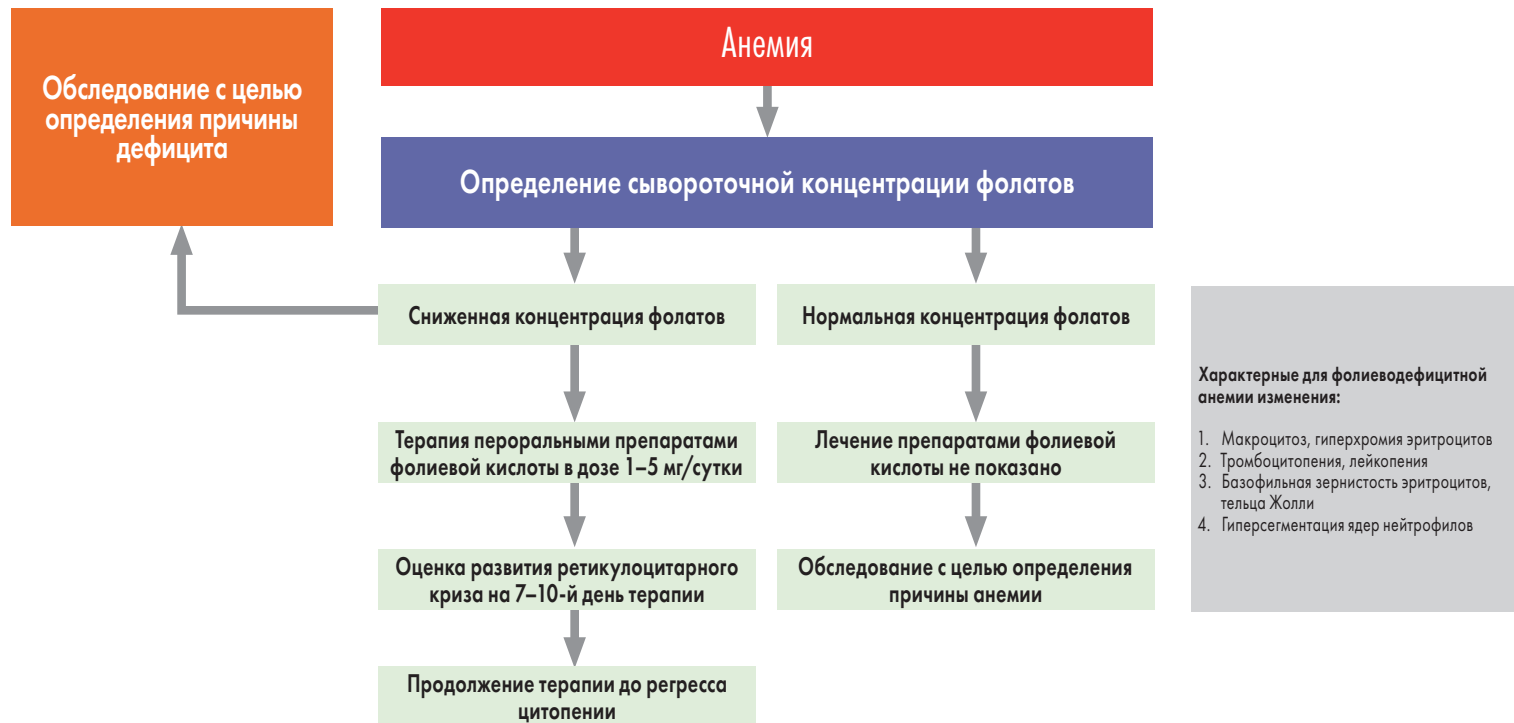 Анемия
Обследование с целью
определения причины
дефицита
Определение сывороточной концентрации фолатов
Сниженная концентрация фолатов
Нормальная концентрация фолатов
Терапия пероральными препаратами
фолиевой кислоты в дозе 1–5 мг/сутки
Лечение препаратами фолиевой
кислоты не показано
Оценка развития ретикулоцитарного
криза на 7–10-й день терапии
Обследование с целью определения
причины анемии
Продолжение терапии до регресса
цитопении
Характерные для фолиеводефицитной
анемии изменения:
1. Макроцитоз, гиперхромия эритроцитов
2. Тромбоцитопения, лейкопения
3. Базофильная зернистость эритроцитов,
тельца Жолли
4. Гиперсегментация ядер нейтрофилов